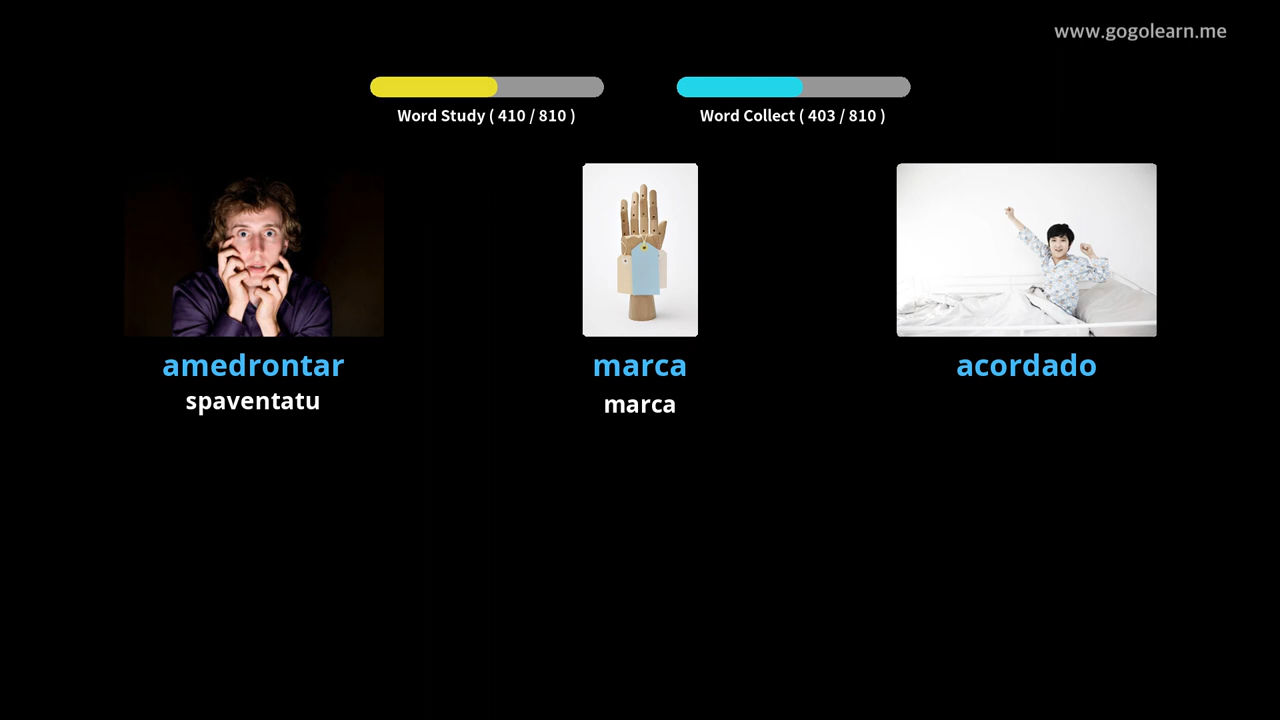 www.gogolearn.me
Word Study ( 410 / 810 )
Word Collect ( 403 / 810 )
amedrontar
marca
acordado
spaventatu
marca